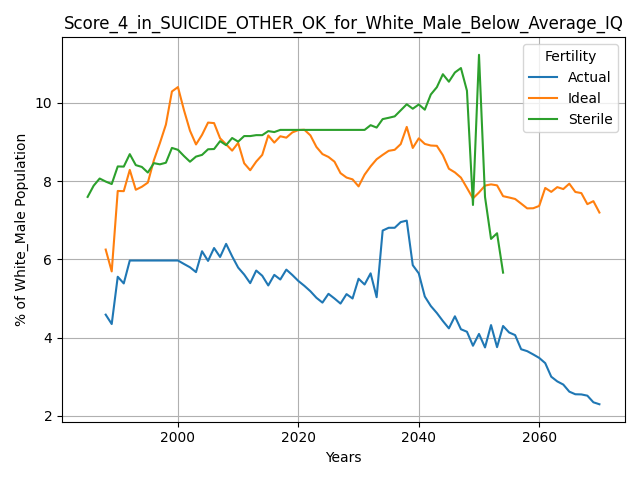 Score_4_in_SUICIDE_OTHER_OK_for_White_Male_Below_Average_IQ
Fertility
Actual
Ideal
Sterile
% of White_Male Population
10
8
6
4
2
2000 2020 2040 2060
Years